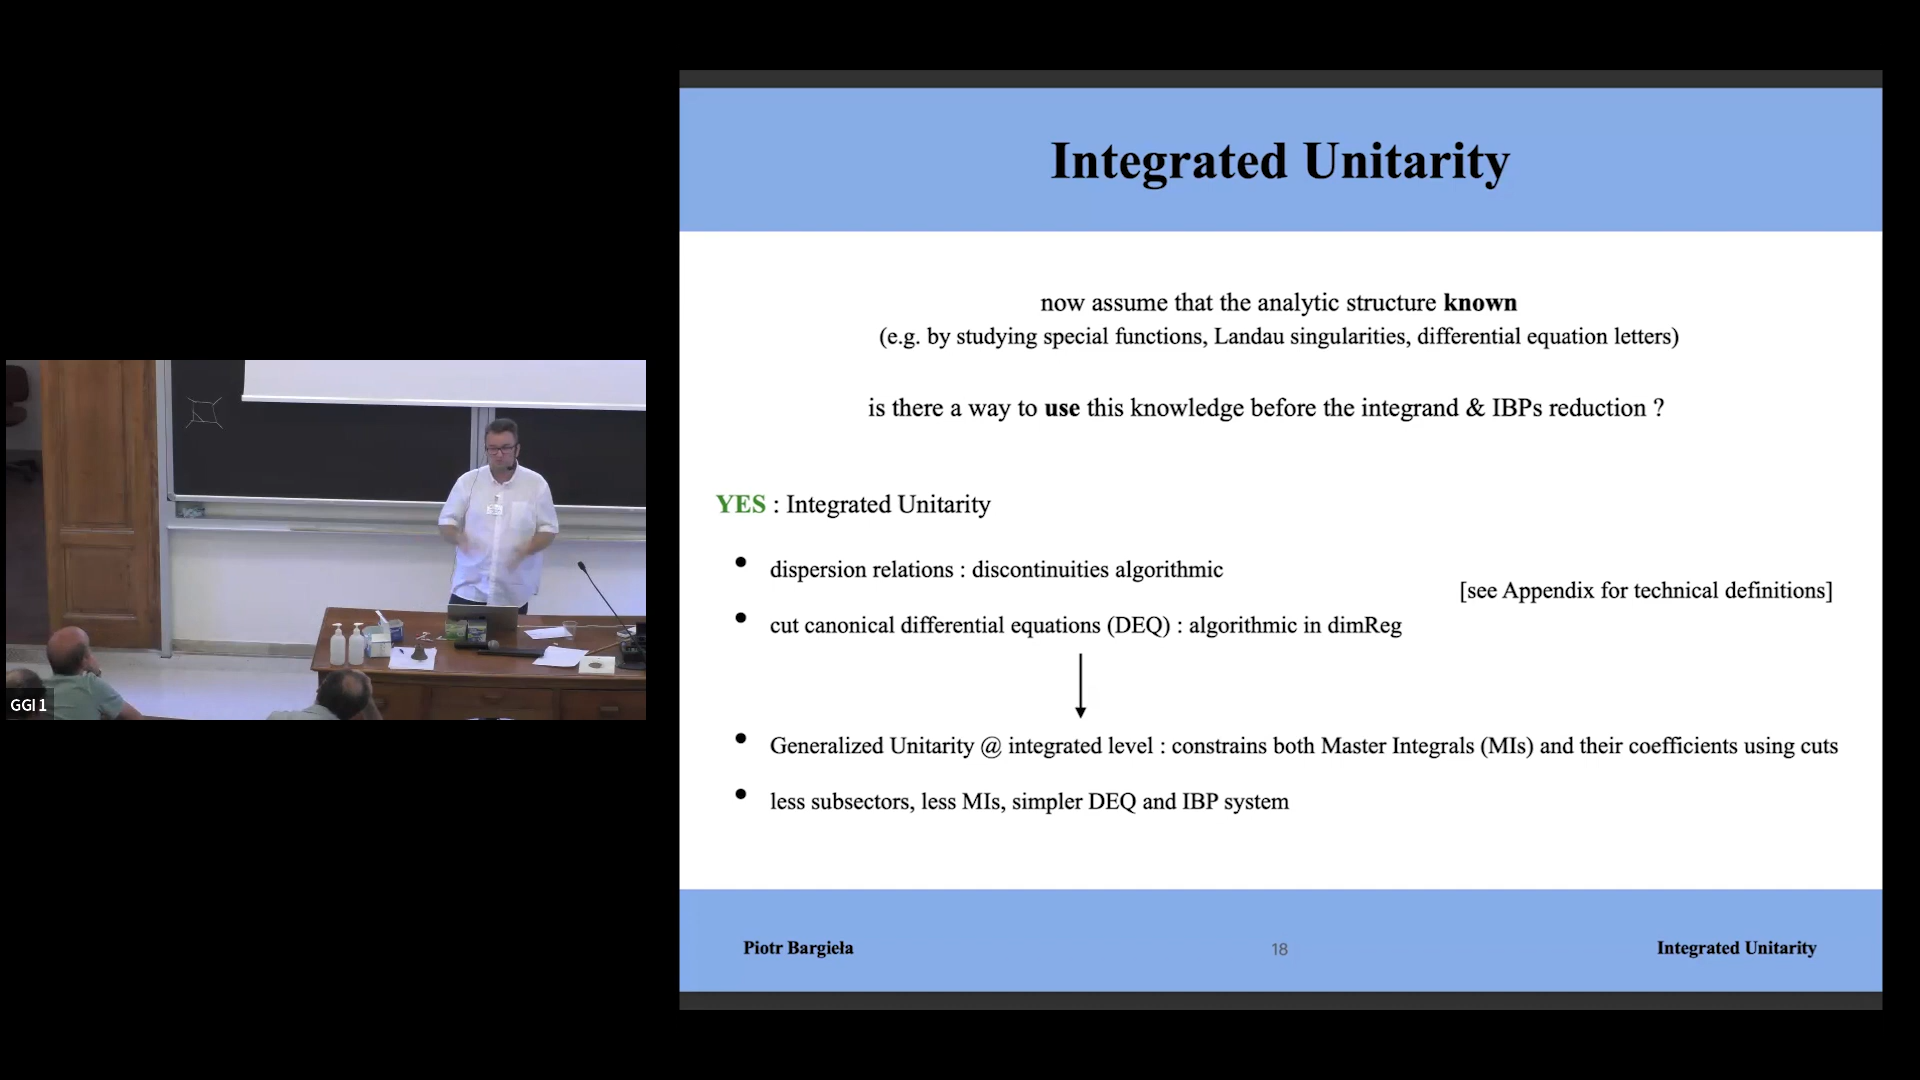 Integrated Unitarity
now assume that the analytic structure known
(e.g. by studying special functions, Landau singularities, differential equation letters)
is there a way to use this knowledge before the integrand & IBPs reduction ?
YES : Integrated Unitarity
• dispersion relations : discontinuities algorithmic
[see Appendix for technical definitions]
• cut canonical differential equations (DEQ) : algorithmic in dimReg
• Generalized Unitarity @ integrated level : constrains both Master Integrals (MIs) and their coefficients using cuts
• less subsectors, less MIs, simpler DEQ and IBP system
Piotr Bargieła
18
Integrated Unitarity
GGI 1